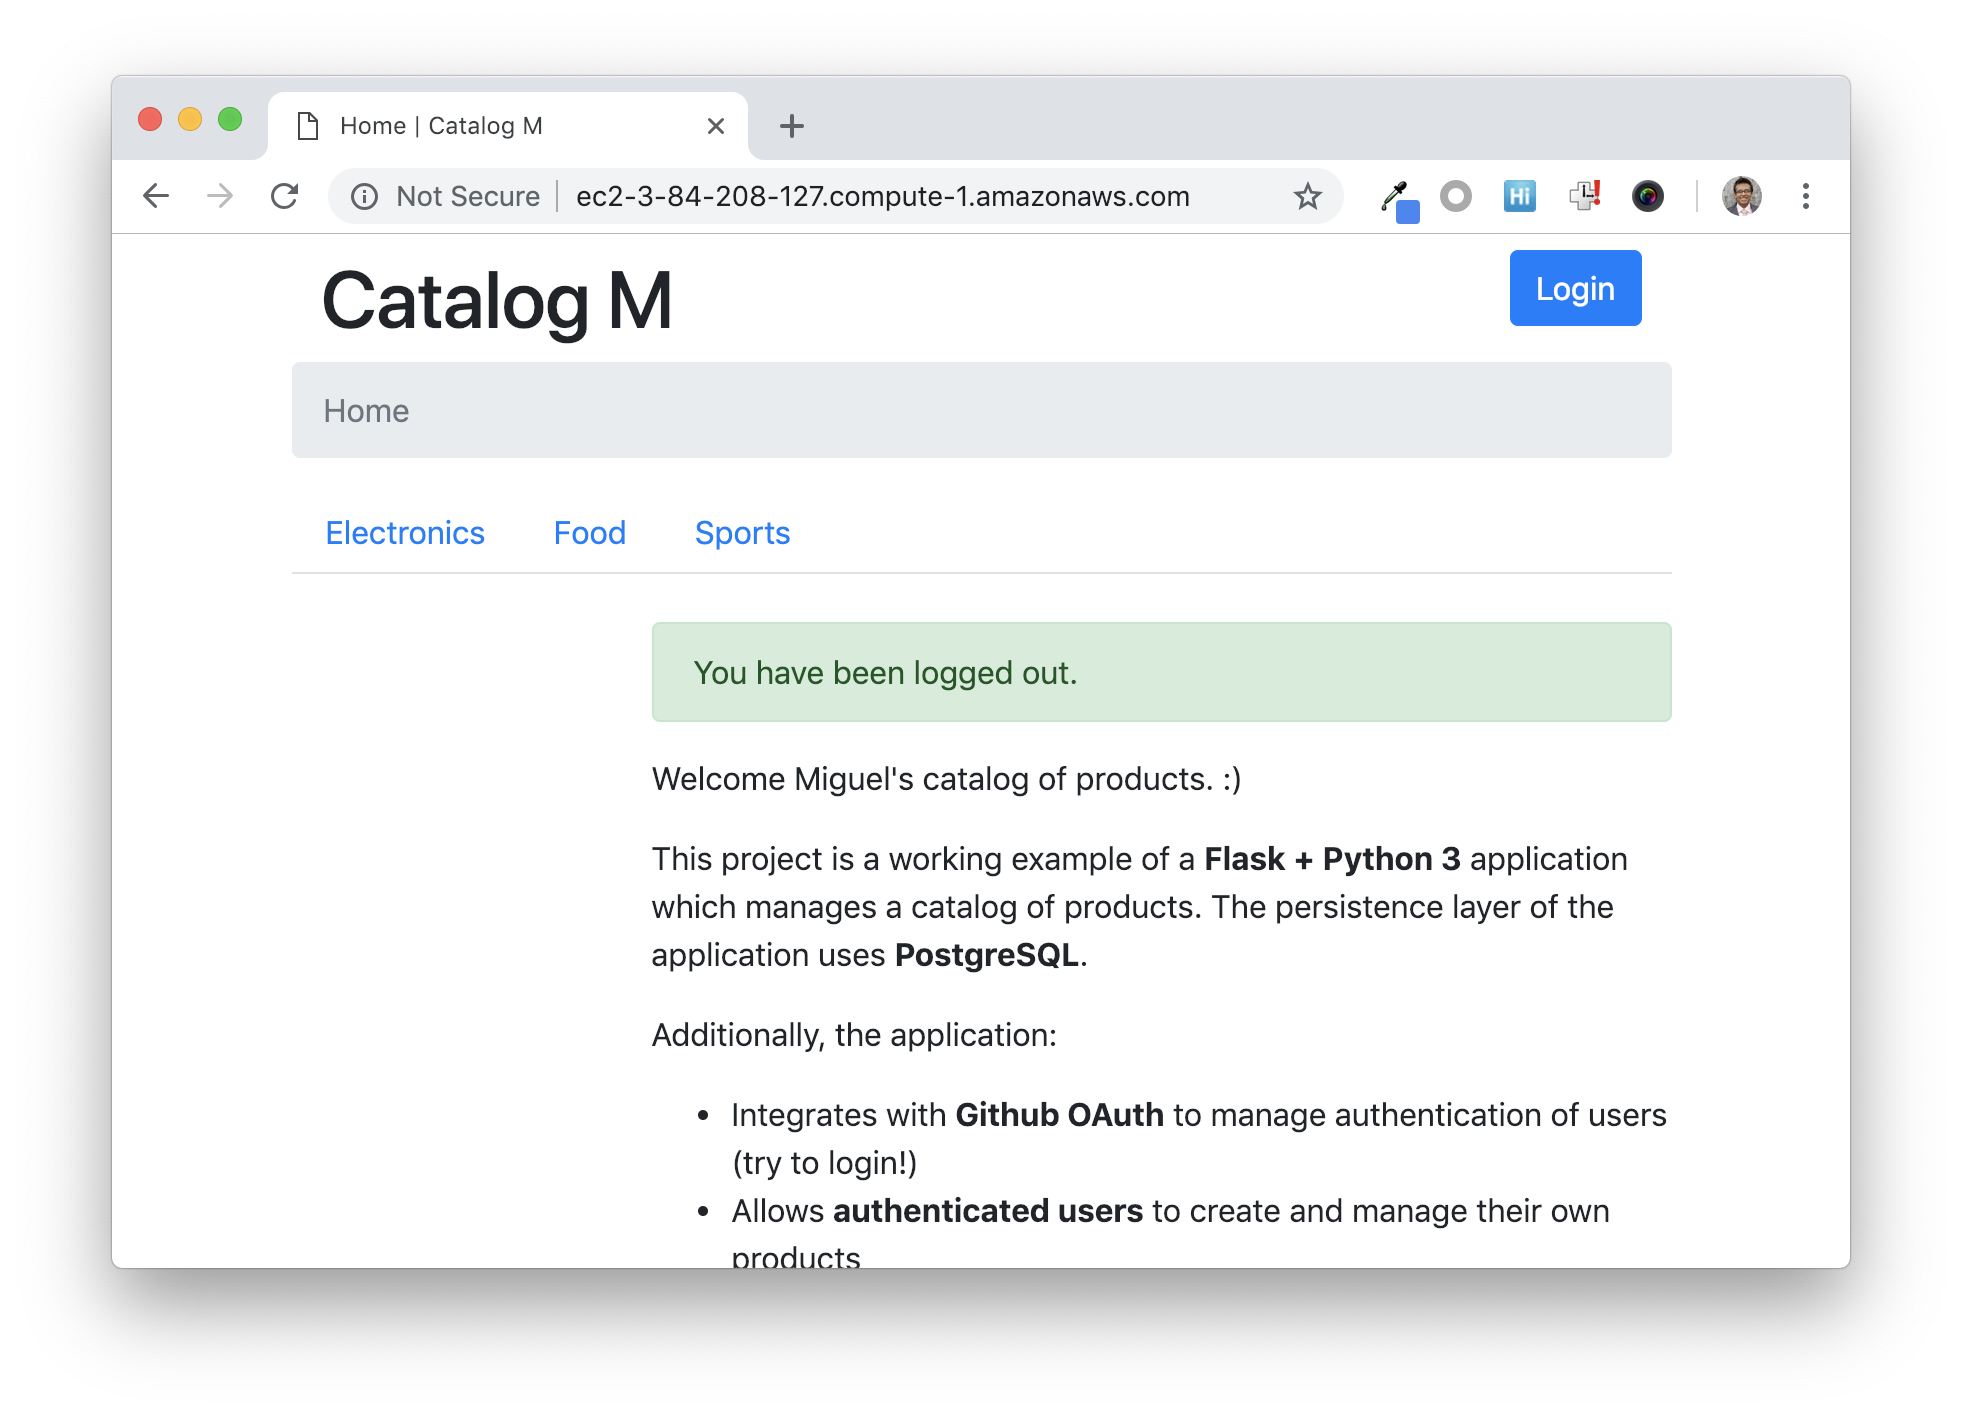 Home | Catalog M
Not Secure
ec2-3-84-208-127.compute-1.amazonaws.com
Hi
Catalog M
Login
Home
Electronics
Food
Sports
You have been logged out.
Welcome Miguel's catalog of products. :)
This project is a working example of a Flask + Python 3 application
which manages a catalog of products. The persistence layer of the
application uses PostgreSQL.
Additionally, the application:
• Integrates with Github OAuth to manage authentication of users
(try to login!)
• Allows authenticated users to create and manage their own
products